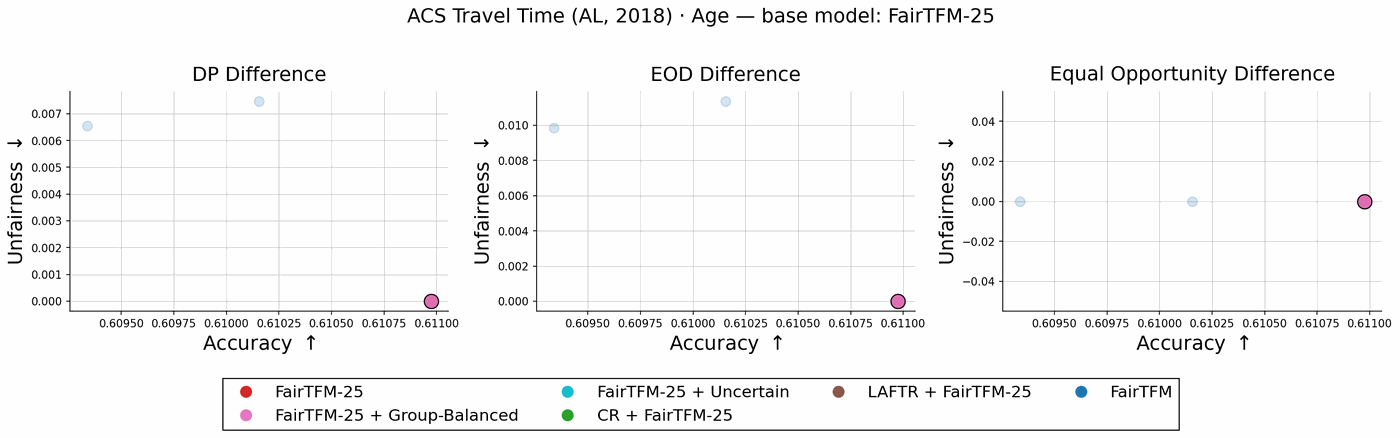 ACS Travel Time (AL, 2018) · Age — base model: FairTFM-25
DP Difference
EOD Difference
Equal Opportunity Difference
Unfairness ↓
0.007
0.006
0.005
0.004
0.003
0.002
0.001
0.000
0.60950 0.60975 0.61000 0.61025 0.61050 0.61075 0.61100
Accuracy ↑
Unfairness ↓
0.010
0.008
0.006
0.004
0.002
0.000
0.60950 0.60975 0.61000 0.61025 0.61050 0.61075 0.61100
Accuracy ↑
Unfairness ↓
0.04
0.02
0.00
−0.02
−0.04
0.60950 0.60975 0.61000 0.61025 0.61050 0.61075 0.61100
Accuracy ↑
FairTFM-25
FairTFM-25 + Group-Balanced
FairTFM-25 + Uncertain
CR + FairTFM-25
LAFTR + FairTFM-25
FairTFM